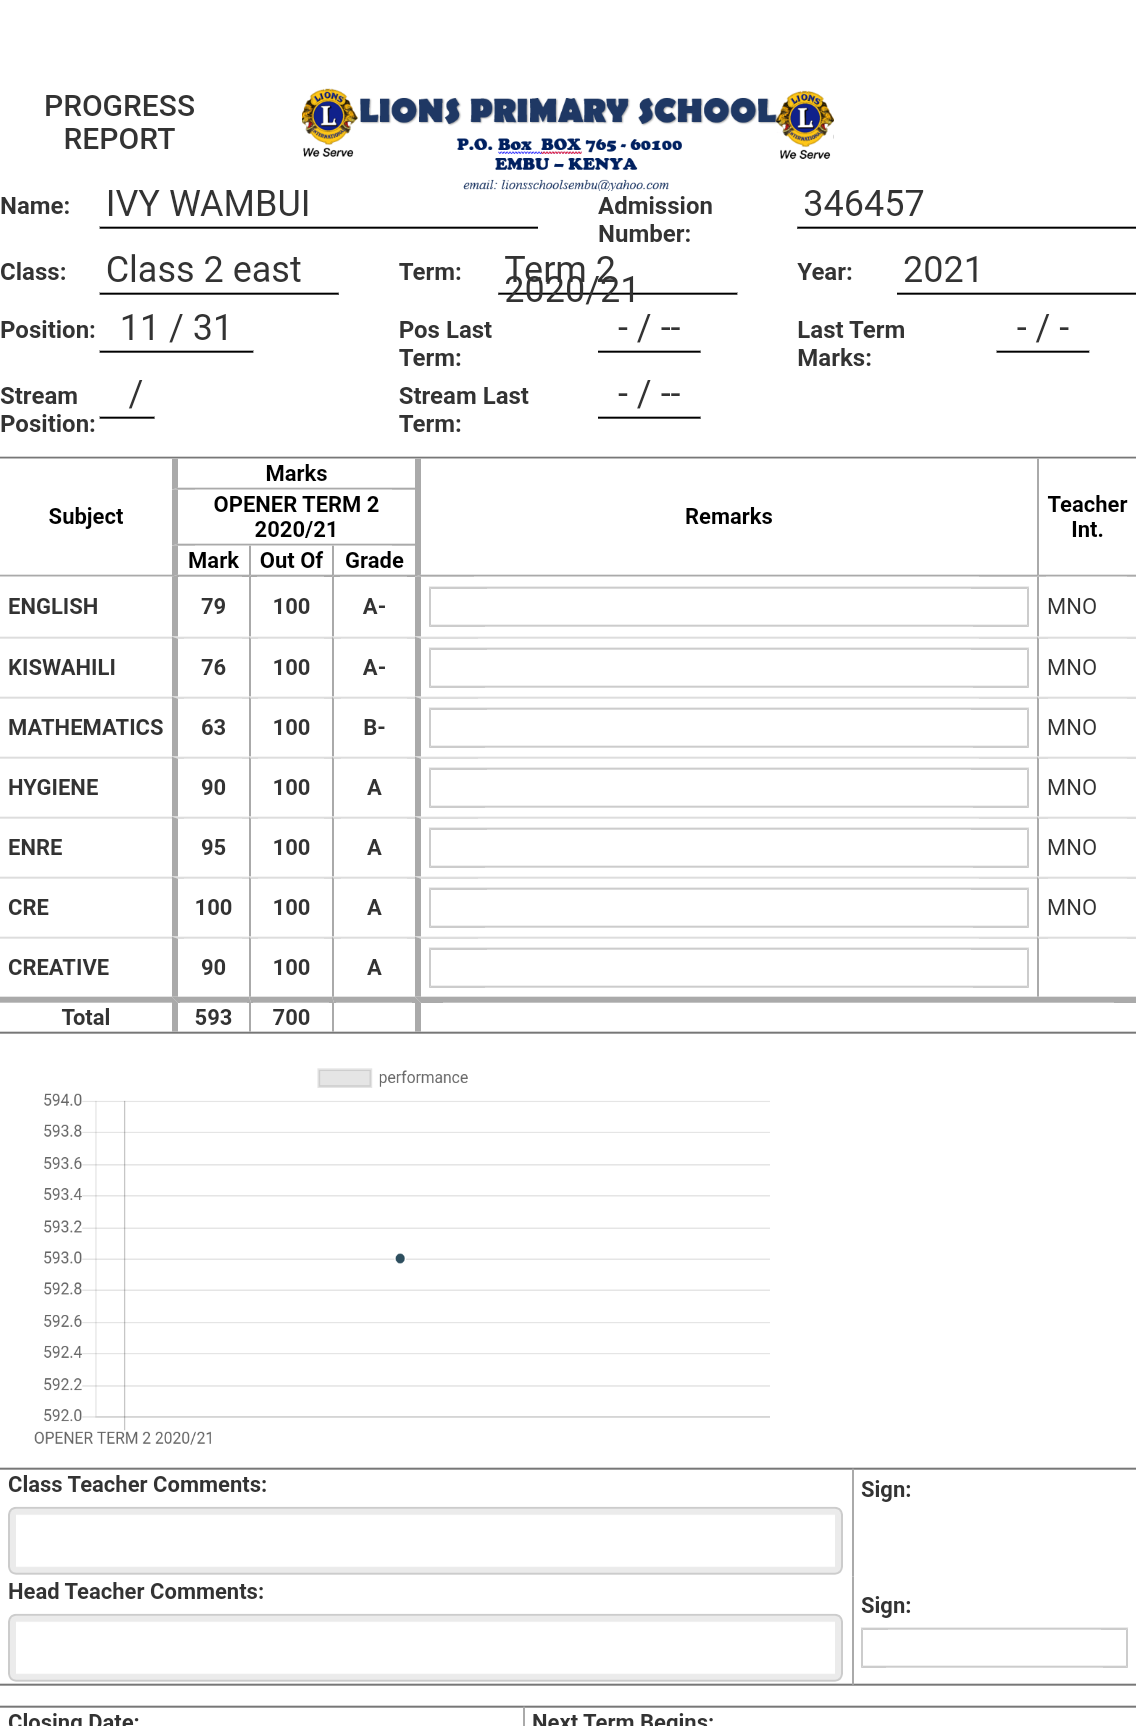 PROGRESS
REPORT
LIONS INTERNATIONAL
L
We Serve
LIONS PRIMARY SCHOOL
P.O. Box BOX 765 - 60100
EMBU – KENYA
email: lionsschoolsembu@yahoo.com
LIONS INTERNATIONAL
L
We Serve
Name: IVY WAMBUI Admission Number: 346457
Class: Class 2 east Term: Term 2 2020/21 Year: 2021
Position: 11 / 31 Pos Last Term: - / -- Last Term Marks: - / -
Stream Position: / Stream Last Term: - / --
Subject Marks Remarks Teacher Int.
OPENER TERM 2 2020/21
Mark Out Of Grade
ENGLISH 79 100 A- MNO
KISWAHILI 76 100 A- MNO
MATHEMATICS 63 100 B- MNO
HYGIENE 90 100 A MNO
ENRE 95 100 A MNO
CRE 100 100 A MNO
CREATIVE 90 100 A
Total 593 700
performance
594.0
593.8
593.6
593.4
593.2
593.0
592.8
592.6
592.4
592.2
592.0
OPENER TERM 2 2020/21
Class Teacher Comments: Sign:
Head Teacher Comments: Sign:
Closing Date: Next Term Begins: